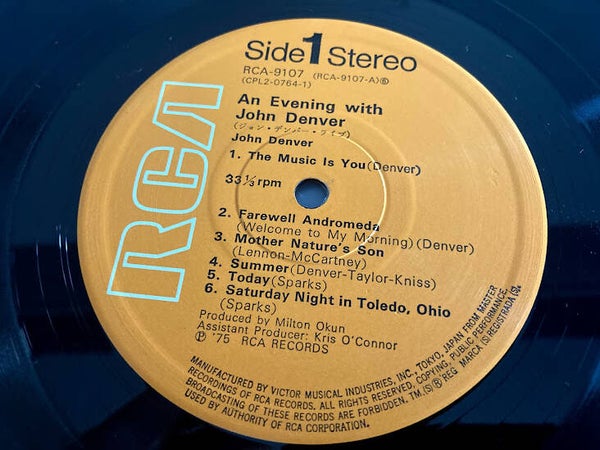 Side 1 Stereo
RCA-9107 (RCA-9107-A)Ⓢ
(CPL2-0764-1)
An Evening with
John Denver
(ジョン・デンバー・ライブ)
John Denver
1. The Music Is You(Denver)
33 1/3 rpm
2. Farewell Andromeda
(Welcome to My Morning)(Denver)
3. Mother Nature's Son
(Lennon-McCartney)
4. Summer(Denver-Taylor-Kniss)
5. Today(Sparks)
6. Saturday Night in Toledo, Ohio
(Sparks)
Produced by Milton Okun
Assistant Producer: Kris O'Connor
Ⓟ '75 RCA RECORDS
RCA
MANUFACTURED BY VICTOR MUSICAL INDUSTRIES, INC., TOKYO, JAPAN FROM MASTER
RECORDINGS OF RCA RECORDS. ALL RIGHTS RESERVED. COPYING, PUBLIC PERFORMANCE,
BROADCASTING OF THESE RECORDS ARE FORBIDDEN. TM.(S)Ⓡ REG MARCA (S) REGISTRADA
USED BY AUTHORITY OF RCA CORPORATION.